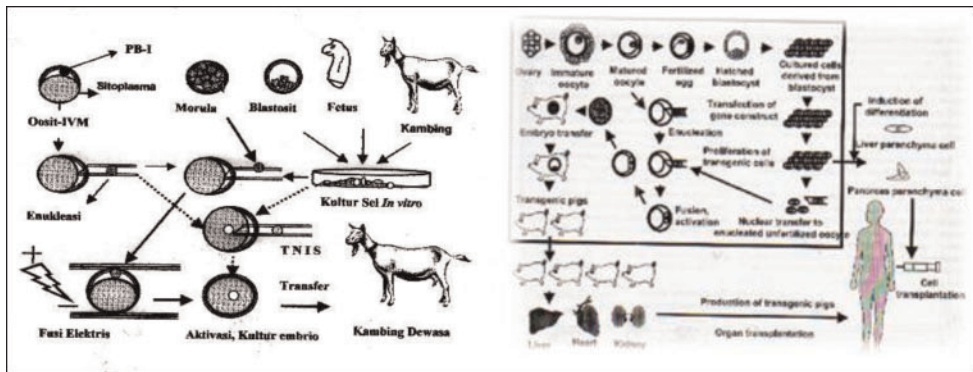 PB-I
Sitoplasma
Oosit-IVM
Morula
Blastosit
Fetus
Kambing
Enukleasi
Kultur Sel In vitro
TNIS
Fusi Elektris
Aktivasi, Kultur embrio
Transfer
Kambing Dewasa
Ovary
Immature
oocyte
Matured
oocyte
Fertilized
egg
Hatched
blastocyst
Cultured cells
derived from
blastocyst
Transfection of
gene construct
Enucleation
Embryo transfer
Proliferation of
transgenic cells
Transgenic pigs
Fusion,
activation
Nuclear transfer to
enucleated unfertilized oocyte
Induction of
differentiation
Liver parenchyma cell
Pancreas parenchyma cell
Cell
transplantation
Production of transgenic pigs
Organ transplantation
Liver
Heart
Kidney